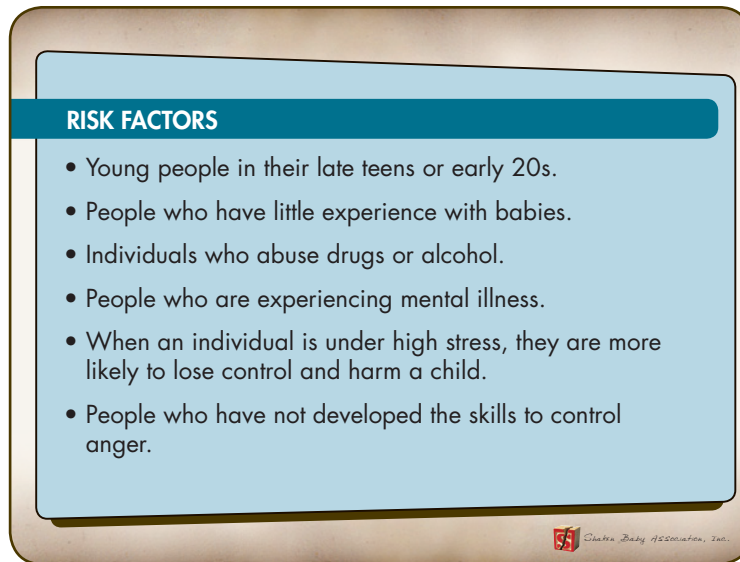 RISK FACTORS
• Young people in their late teens or early 20s.
• People who have little experience with babies.
• Individuals who abuse drugs or alcohol.
• People who are experiencing mental illness.
• When an individual is under high stress, they are more
likely to lose control and harm a child.
• People who have not developed the skills to control
anger.
Shaken Baby Association, Inc.